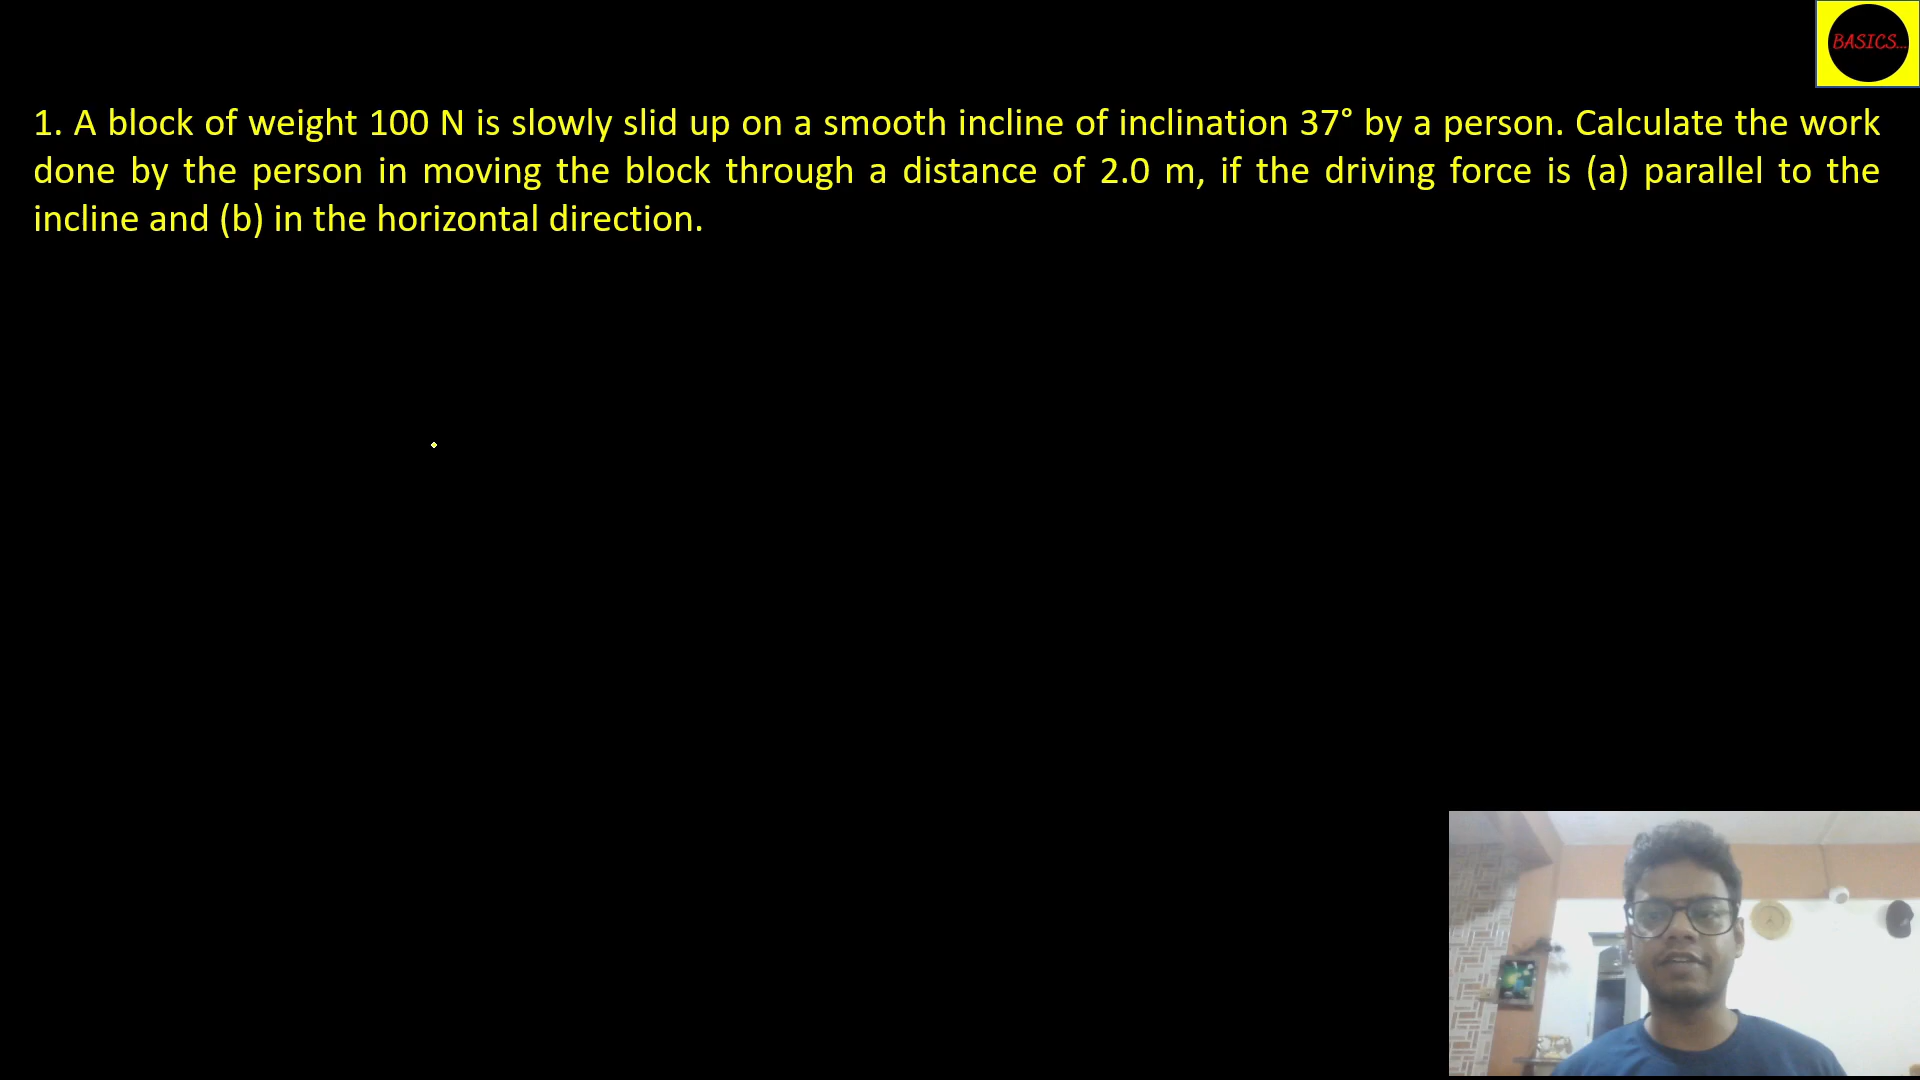 BASICS...
1. A block of weight 100 N is slowly slid up on a smooth incline of inclination 37° by a person. Calculate the work
done by the person in moving the block through a distance of 2.0 m, if the driving force is (a) parallel to the
incline and (b) in the horizontal direction.